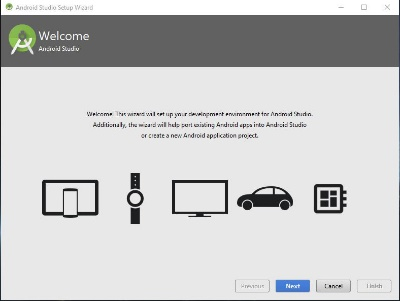 Android Studio Setup Wizard
Welcome
Android Studio
Welcome! This wizard will set up your development environment for Android Studio.
Additionally, the wizard will help port existing Android apps into Android Studio
or create a new Android application project.
Previous
Next
Cancel
Finish